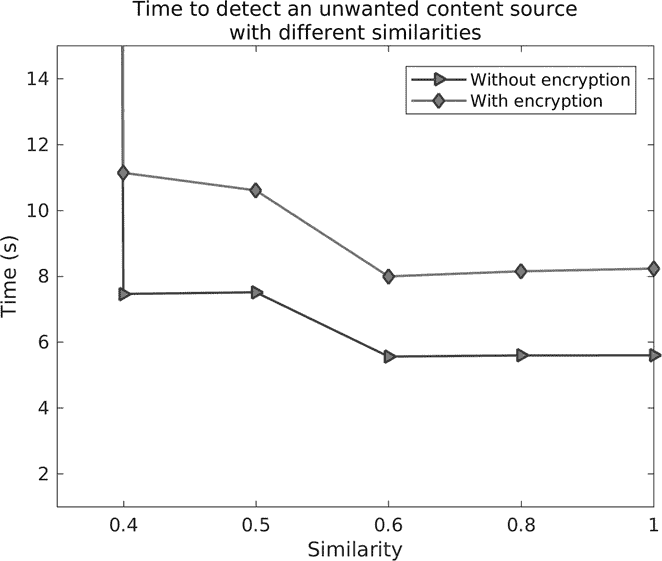 Time to detect an unwanted content source
with different similarities
Without encryption
With encryption
14
12
10
8
6
4
2
Time (s)
0.4 0.5 0.6 0.8 1
Similarity